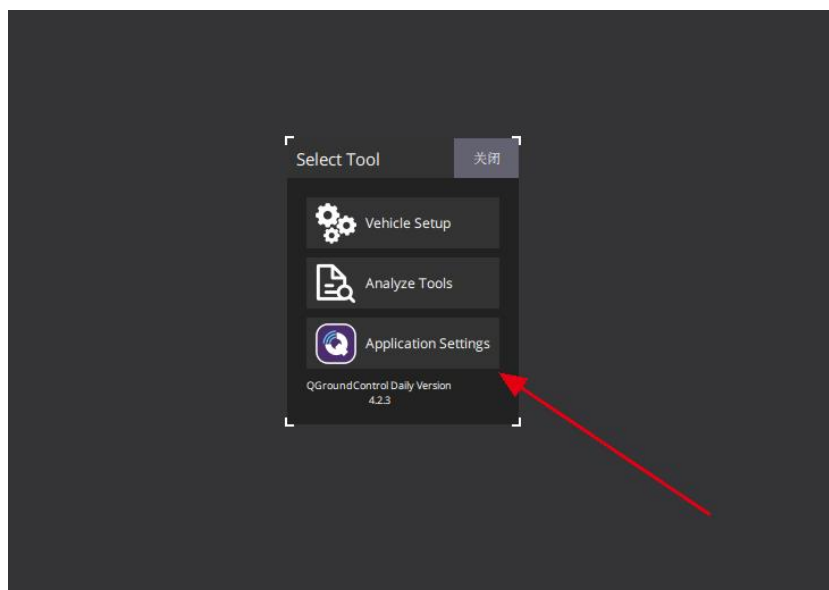 Select Tool
关闭
Vehicle Setup
Analyze Tools
Application Settings
QGroundControl Daily Version
4.2.3